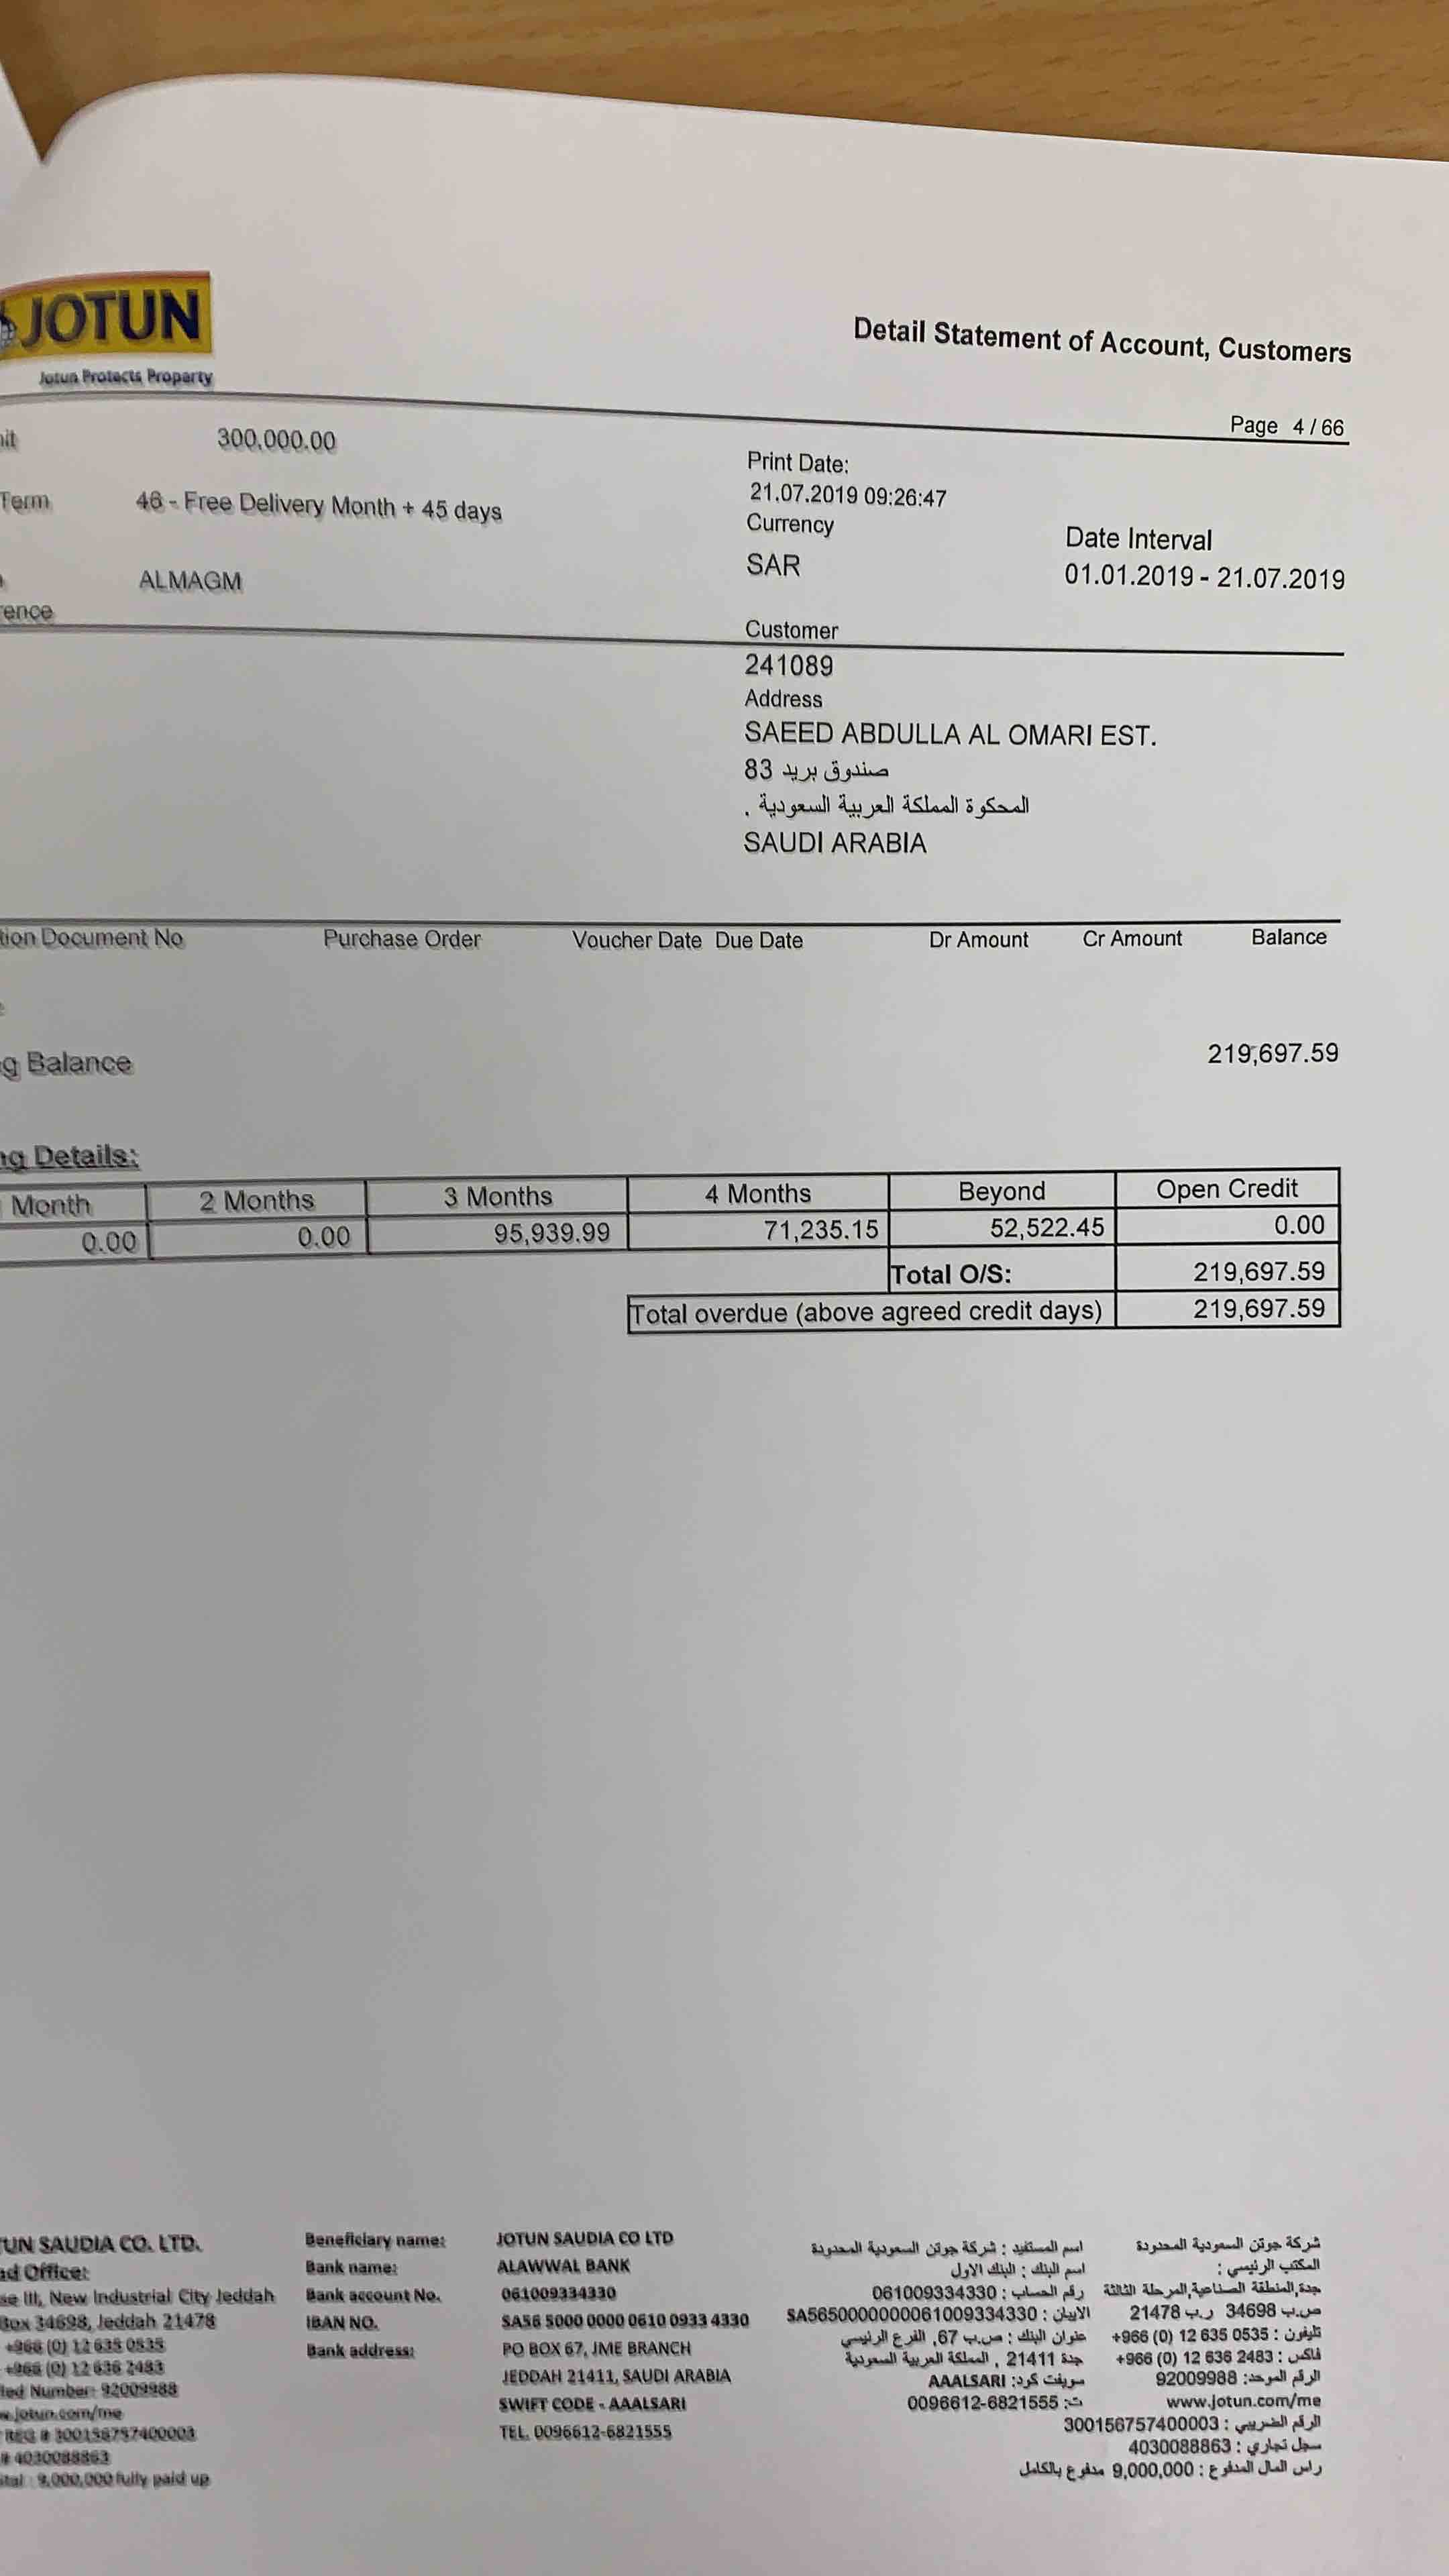 JOTUN
Jotun Protects Property
Detail Statement of Account, Customers
Page 4 / 66
300,000.00
Term 46 - Free Delivery Month + 45 days
ALMAGM
Print Date:
21.07.2019 09:26:47
Currency
SAR
Date Interval
01.01.2019 - 21.07.2019
Customer
241089
Address
SAEED ABDULLA AL OMARI EST.
صندوق بريد 83
المحكوة المملكة العربية السعودية .
SAUDI ARABIA
Document No Purchase Order Voucher Date Due Date Dr Amount Cr Amount Balance
Balance 219,697.59
Details:
Month 2 Months 3 Months 4 Months Beyond Open Credit
0.00 0.00 95,939.99 71,235.15 52,522.45 0.00
Total O/S: 219,697.59
Total overdue (above agreed credit days) 219,697.59
SAUDIA CO. LTD.
Office:
III, New Industrial City Jeddah
Box 34698, Jeddah 21478
+966 (0) 12 635 0535
+966 (0) 12 636 2483
Number: 92009988
.jotun.com/me
REG # 300156757400003
# 4030088863
: 9,000,000 fully paid up
Beneficiary name: JOTUN SAUDIA CO LTD
Bank name: ALAWWAL BANK
Bank account No. 061009334330
IBAN NO. SA56 5000 0000 0610 0933 4330
Bank address: PO BOX 67, JME BRANCH
JEDDAH 21411, SAUDI ARABIA
SWIFT CODE - AAALSARI
TEL. 0096612-6821555
اسم المستفيد : شركة جوتن السعودية المحدودة
اسم البنك : البنك الاول
رقم الحساب : 061009334330
الايبان : SA5650000000061009334330
عنوان البنك : ص.ب 67, الفرع الرئيسي
جدة 21411 , المملكة العربية السعودية
سويفت كود: AAALSARI
ت: 0096612-6821555
شركة جوتن السعودية المحدودة
المكتب الرئيسي :
جدة,المنطقة الصناعية,المرحلة الثالثة
ص.ب 34698 ر.ب 21478
تليفون : 0535 635 12 (0) 966+
فاكس : 2483 636 12 (0) 966+
الرقم الموحد: 92009988
www.jotun.com/me
الرقم الضريبي : 300156757400003
سجل تجاري : 4030088863
راس المال المدفوع : 9,000,000 مدفوع بالكامل